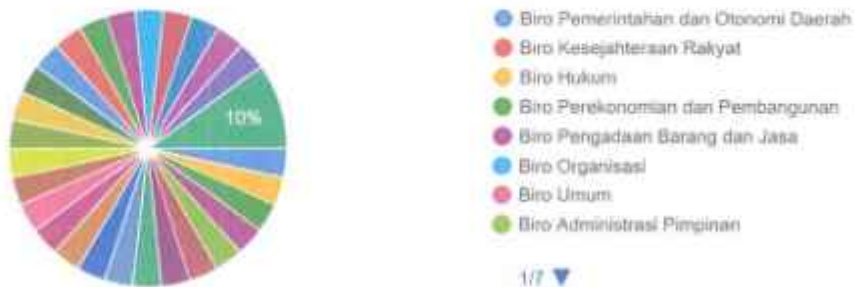 10%
Biro Pemerintahan dan Otonomi Daerah
Biro Kesejahteraan Rakyat
Biro Hukum
Biro Perekonomian dan Pembangunan
Biro Pengadaan Barang dan Jasa
Biro Organisasi
Biro Umum
Biro Administrasi Pimpinan
1/7 ▼